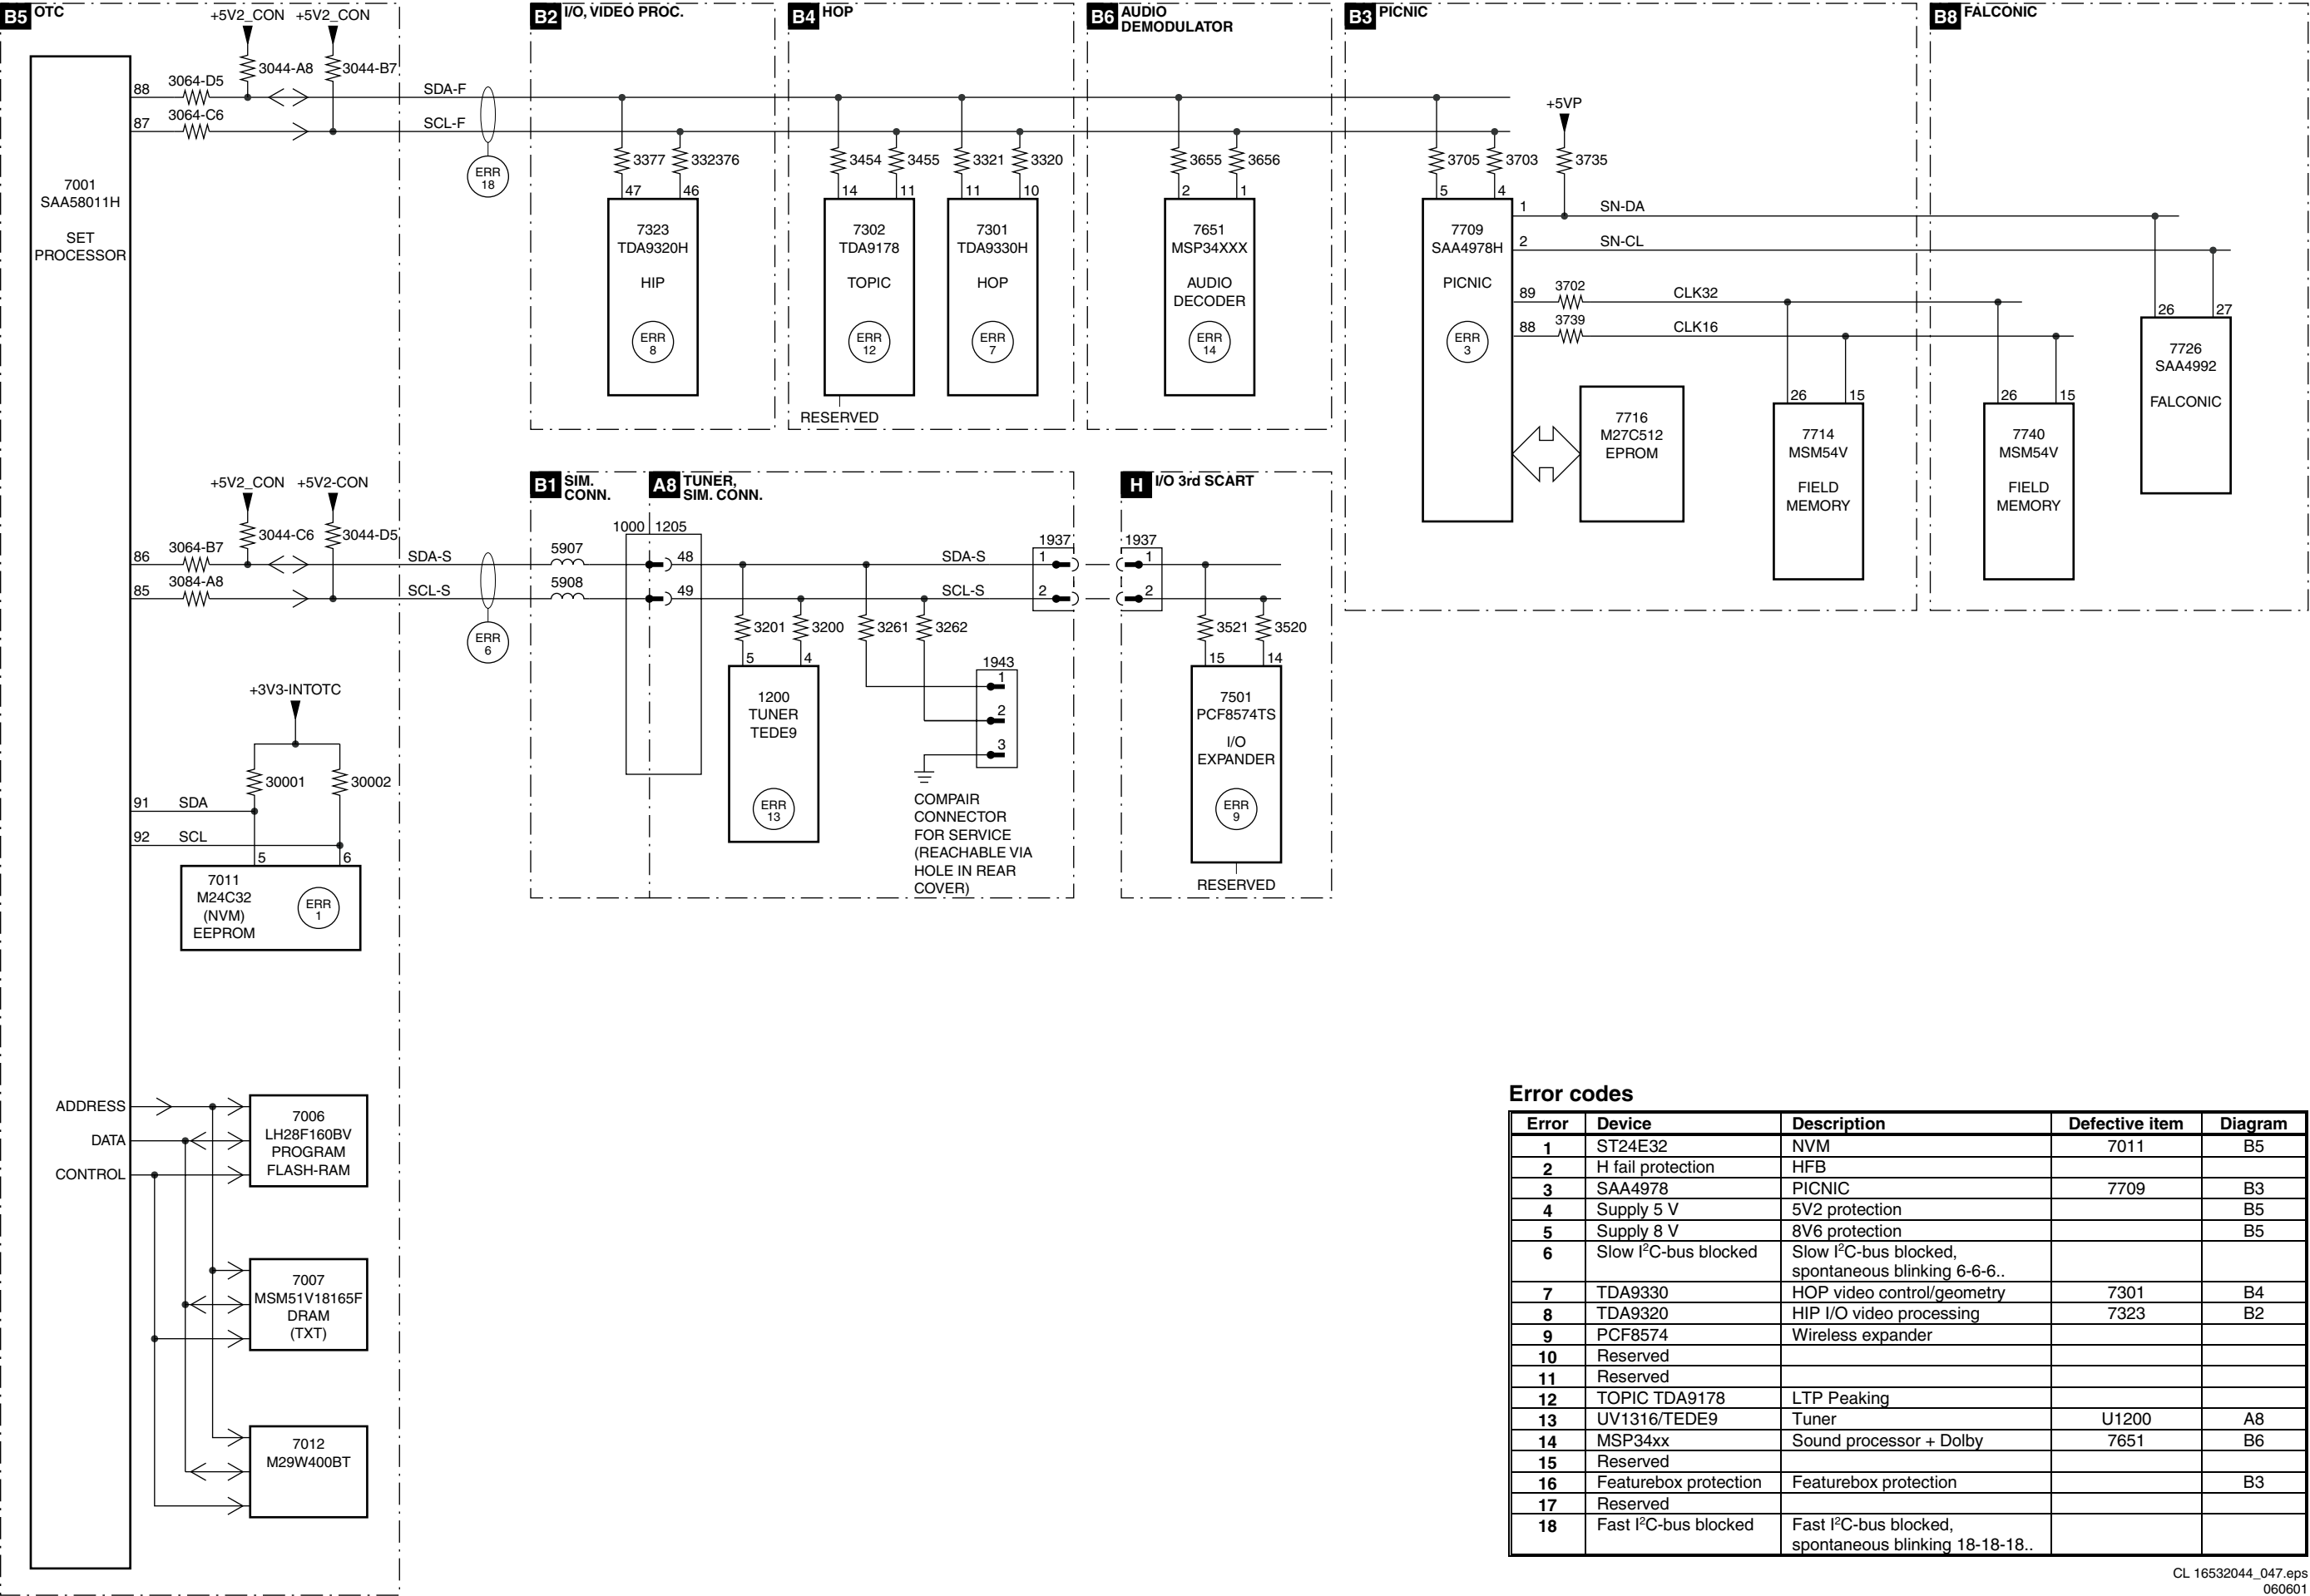 B5 OTC
+5V2_CON +5V2_CON
3044-A8 3044-B7
88 3064-D5 SDA-F
87 3064-C6 SCL-F
ERR
18
7001
SAA58011H
SET
PROCESSOR
B2 I/O, VIDEO PROC.
3377 332376
47 46
7323
TDA9320H
HIP
ERR
8
B4 HOP
3454 3455 3321 3320
14 11 11 10
7302
TDA9178
TOPIC
ERR
12
RESERVED
7301
TDA9330H
HOP
ERR
7
B6 AUDIO
DEMODULATOR
3655 3656
2 1
7651
MSP34XXX
AUDIO
DECODER
ERR
14
B3 PICNIC
+5VP
3705 3703 3735
5 4
7709
SAA4978H
PICNIC
ERR
3
1 SN-DA
2 SN-CL
89 3702 CLK32
88 3739 CLK16
7716
M27C512
EPROM
26 15
7714
MSM54V
FIELD
MEMORY
B8 FALCONIC
26 15
7740
MSM54V
FIELD
MEMORY
26 27
7726
SAA4992
FALCONIC
+5V2_CON +5V2-CON
3044-C6 3044-D5
86 3064-B7 SDA-S
85 3084-A8 SCL-S
ERR
6
B1 SIM.
CONN.
5907
5908
A8 TUNER,
SIM. CONN.
1000 1205
48 SDA-S
49 SCL-S
3201 3200 3261 3262
5 4
1200
TUNER
TEDE9
ERR
13
1937
1
2
1943
1
2
3
COMPAIR
CONNECTOR
FOR SERVICE
(REACHABLE VIA
HOLE IN REAR
COVER)
H I/O 3rd SCART
1937
1
2
3521 3520
15 14
7501
PCF8574TS
I/O
EXPANDER
ERR
9
RESERVED
+3V3-INTOTC
30001 30002
91 SDA
92 SCL
5 6
7011
M24C32
(NVM)
EEPROM
ERR
1
ADDRESS
DATA
CONTROL
7006
LH28F160BV
PROGRAM
FLASH-RAM
7007
MSM51V18165F
DRAM
(TXT)
7012
M29W400BT
Error codes
Error Device Description Defective item Diagram
1 ST24E32 NVM 7011 B5
2 H fail protection HFB
3 SAA4978 PICNIC 7709 B3
4 Supply 5 V 5V2 protection B5
5 Supply 8 V 8V6 protection B5
6 Slow I²C-bus blocked Slow I²C-bus blocked,
spontaneous blinking 6-6-6..
7 TDA9330 HOP video control/geometry 7301 B4
8 TDA9320 HIP I/O video processing 7323 B2
9 PCF8574 Wireless expander
10 Reserved
11 Reserved
12 TOPIC TDA9178 LTP Peaking
13 UV1316/TEDE9 Tuner U1200 A8
14 MSP34xx Sound processor + Dolby 7651 B6
15 Reserved
16 Featurebox protection Featurebox protection B3
17 Reserved
18 Fast I²C-bus blocked Fast I²C-bus blocked,
spontaneous blinking 18-18-18..
CL 16532044_047.eps
060601